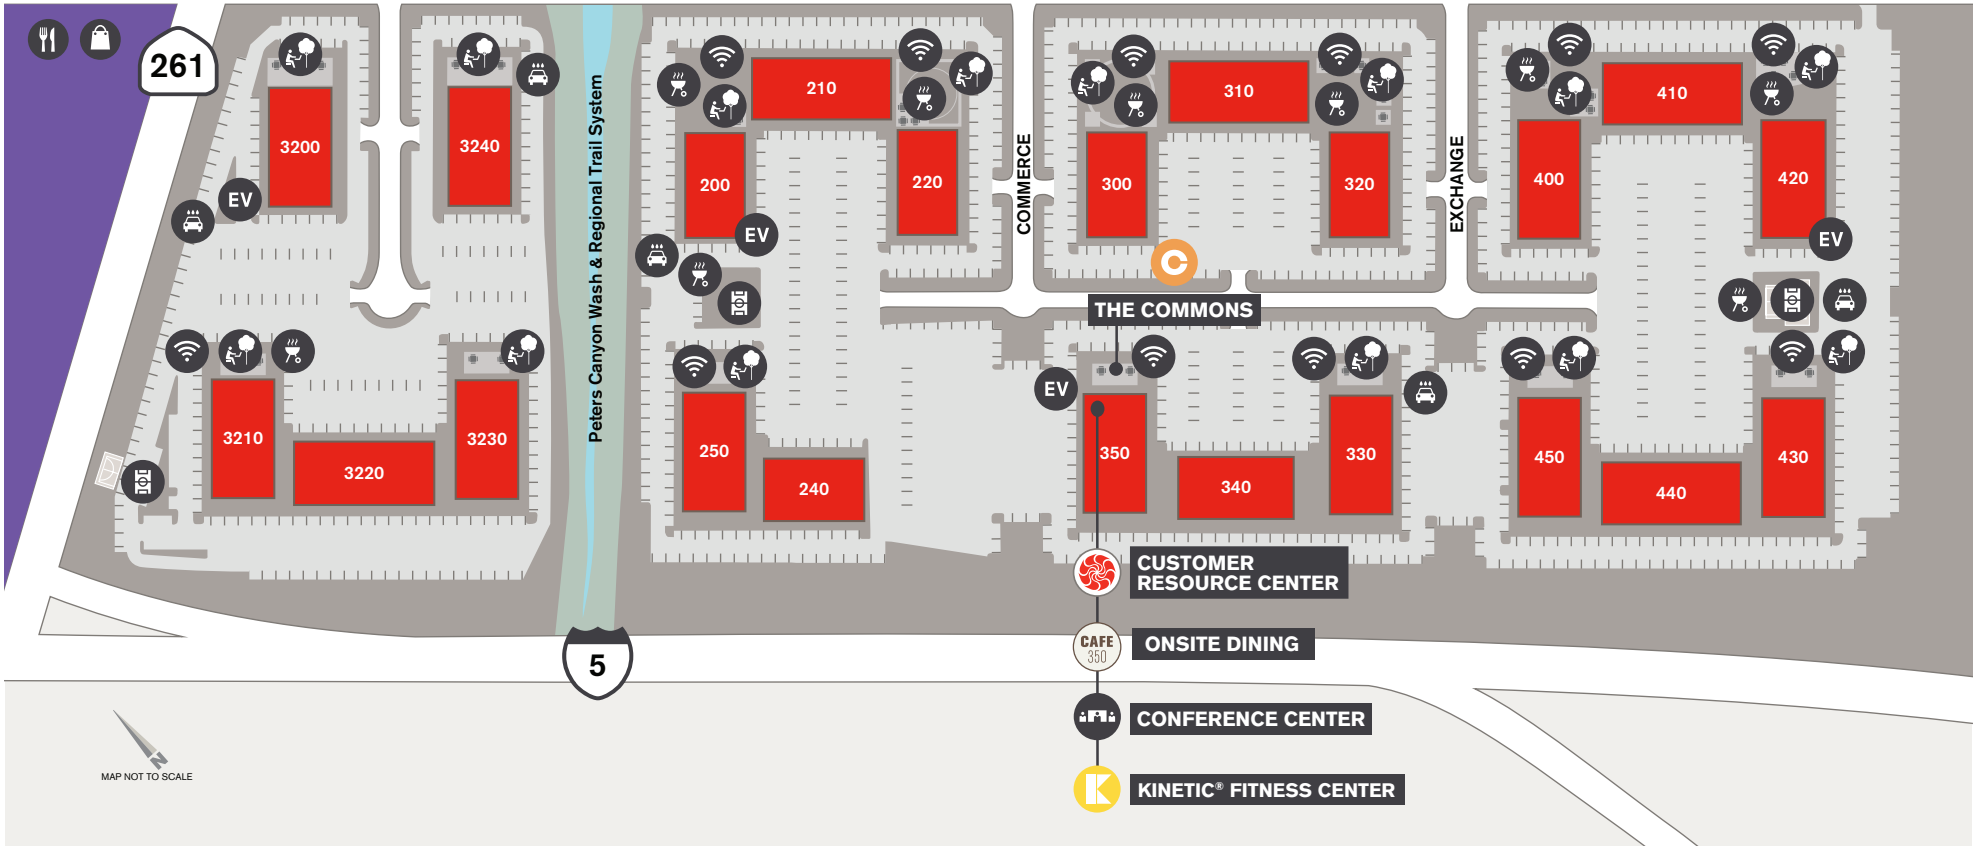 261
3200
3240
EV
3210
3220
3230
Peters Canyon Wash & Regional Trail System
210
200
220
EV
250
240
COMMERCE
310
300
320
THE COMMONS
EV
350
340
330
EXCHANGE
410
400
420
EV
450
440
430
CUSTOMER
RESOURCE CENTER
CAFE
350
ONSITE DINING
CONFERENCE CENTER
K
KINETIC® FITNESS CENTER
5
N
MAP NOT TO SCALE